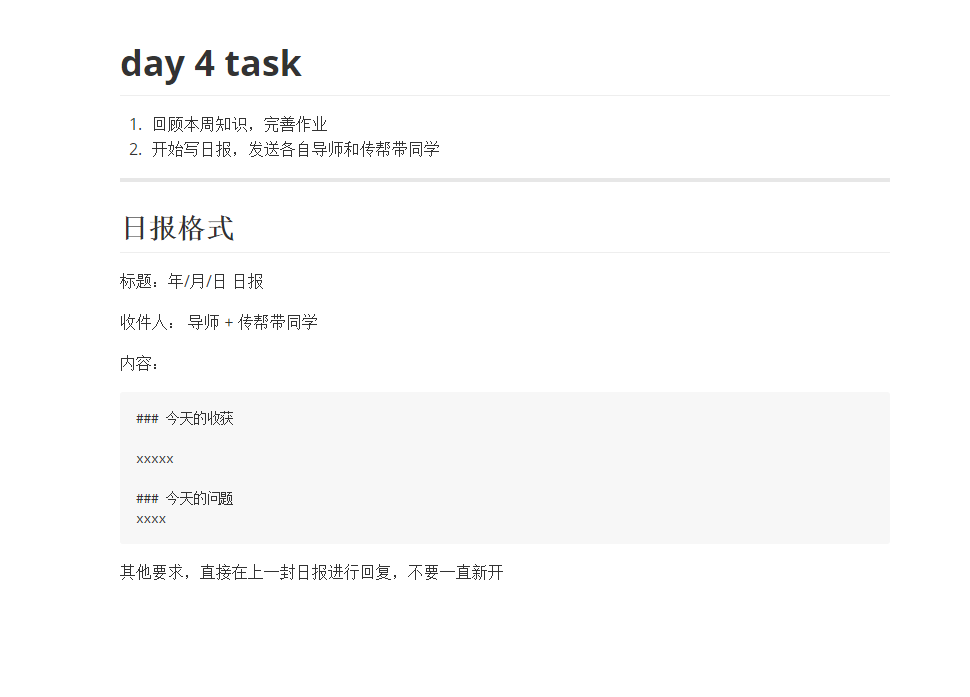 day 4 task
1. 回顾本周知识，完善作业
2. 开始写日报，发送各自导师和传帮带同学
日报格式
标题：年/月/日 日报
收件人： 导师 + 传帮带同学
内容：
### 今天的收获
xxxxx
### 今天的问题
xxxx
其他要求，直接在上一封日报进行回复，不要一直新开